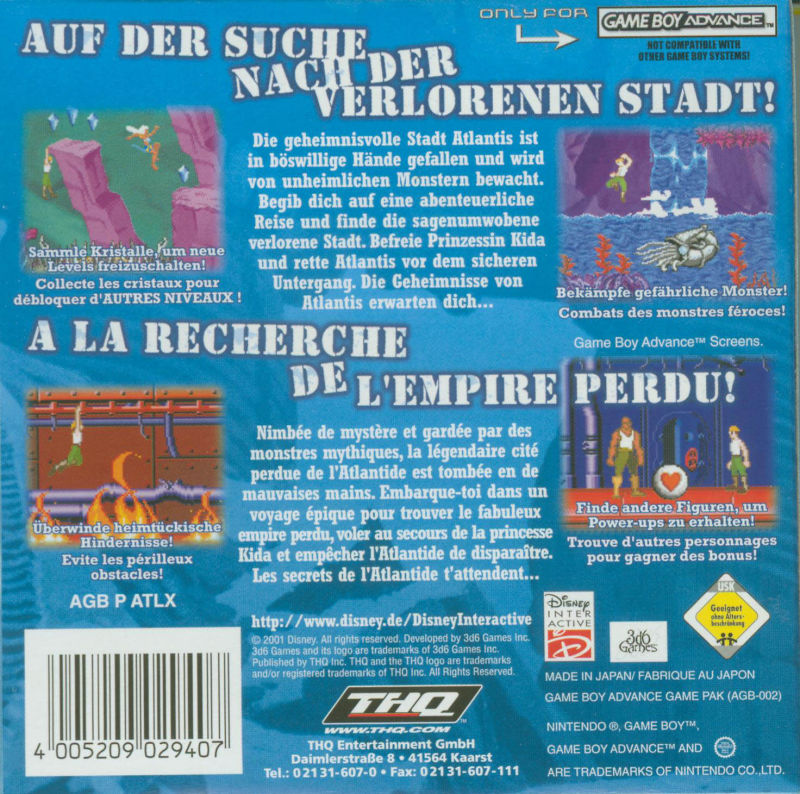 ONLY FOR
GAME BOY ADVANCE™
NOT COMPATIBLE WITH
OTHER GAME BOY SYSTEMS!
AUF DER SUCHE
NACH DER
VERLORENEN STADT!
Die geheimnisvolle Stadt Atlantis ist
in böswillige Hände gefallen und wird
von unheimlichen Monstern bewacht.
Begib dich auf eine abenteuerliche
Reise und finde die sagenumwobene
verlorene Stadt. Befreie Prinzessin Kida
und rette Atlantis vor dem sicheren
Untergang. Die Geheimnisse von
Atlantis erwarten dich...
Sammle Kristalle, um neue
Levels freizuschalten!
Collecte les cristaux pour
débloquer d'AUTRES NIVEAUX !
Bekämpfe gefährliche Monster!
Combats des monstres féroces!
Game Boy Advance™ Screens.
A LA RECHERCHE
DE L'EMPIRE PERDU!
Nimbée de mystère et gardée par des
monstres mythiques, la légendaire cité
perdue de l'Atlantide est tombée en de
mauvaises mains. Embarque-toi dans un
voyage épique pour trouver le fabuleux
empire perdu, voler au secours de la princesse
Kida et empêcher l'Atlantide de disparaître.
Les secrets de l'Atlantide t'attendent...
Überwinde heimtückische
Hindernisse!
Evite les périlleux
obstacles!
Finde andere Figuren, um
Power-ups zu erhalten!
Trouve d'autres personnages
pour gagner des bonus!
AGB P ATLX
http://www.disney.de/DisneyInteractive
© 2001 Disney. All rights reserved. Developed by 3d6 Games Inc.
3d6 Games and its logo are trademarks of 3d6 Games Inc.
Published by THQ Inc. THQ and the THQ logo are trademarks
and/or registered trademarks of THQ Inc. All Rights Reserved.
THQ™
WWW.THQ.COM
THQ Entertainment GmbH
Daimlerstraße 8 • 41564 Kaarst
Tel.: 0 21 31-607-0 • Fax: 0 21 31-607-111
4 005209 029407
Disney
INTER
ACTIVE
3d6
Games
USK
Geeignet
ohne Alters-
beschränkung
MADE IN JAPAN/ FABRIQUE AU JAPON
GAME BOY ADVANCE GAME PAK (AGB-002)
NINTENDO ®, GAME BOY™,
GAME BOY ADVANCE™ AND
ARE TRADEMARKS OF NINTENDO CO.,LTD.